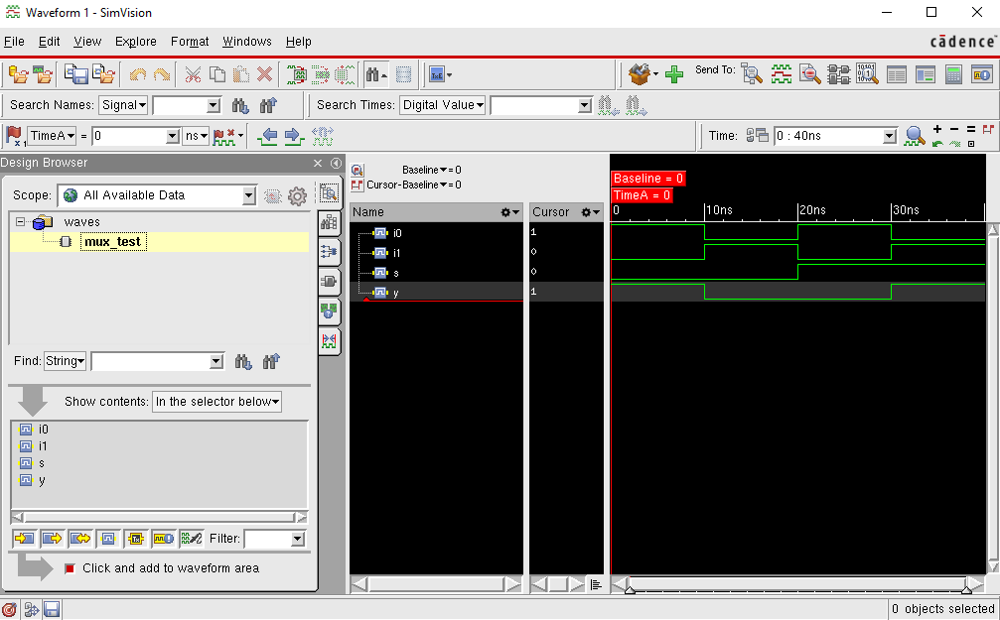 Waveform 1 - SimVision
File Edit View Explore Format Windows Help
cādence
Send To:
Search Names: Signal
Search Times: Digital Value
TimeA = 0 ns
Time: 0 : 40ns
Design Browser
Scope: All Available Data
waves
mux_test
Find: String
Show contents: In the selector below
i0
i1
s
y
Filter:
Click and add to waveform area
Baseline = 0
Cursor-Baseline = 0
Name Cursor
i0 1
i1 0
s 0
y 1
Baseline = 0
TimeA = 0
0 10ns 20ns 30ns
0 objects selected